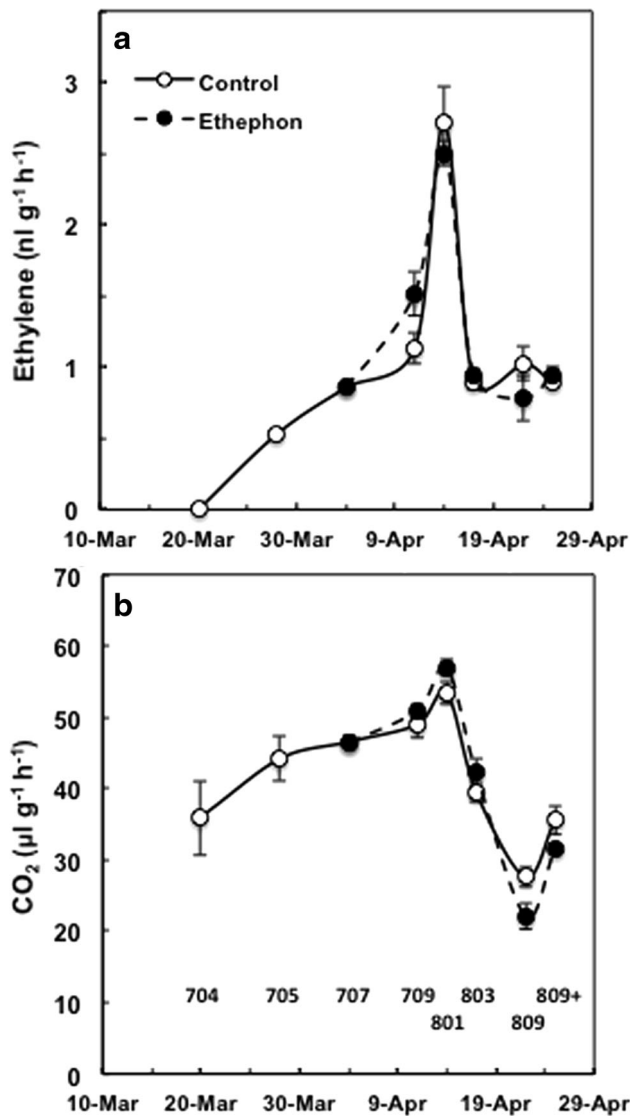 a
Control
Ethephon
3
2
1
0
Ethylene (nl g-1 h-1)
10-Mar 20-Mar 30-Mar 9-Apr 19-Apr 29-Apr
b
70
60
50
40
30
20
10
0
CO2 (µl g-1 h-1)
704 705 707 709 803 809+
801 809
10-Mar 20-Mar 30-Mar 9-Apr 19-Apr 29-Apr